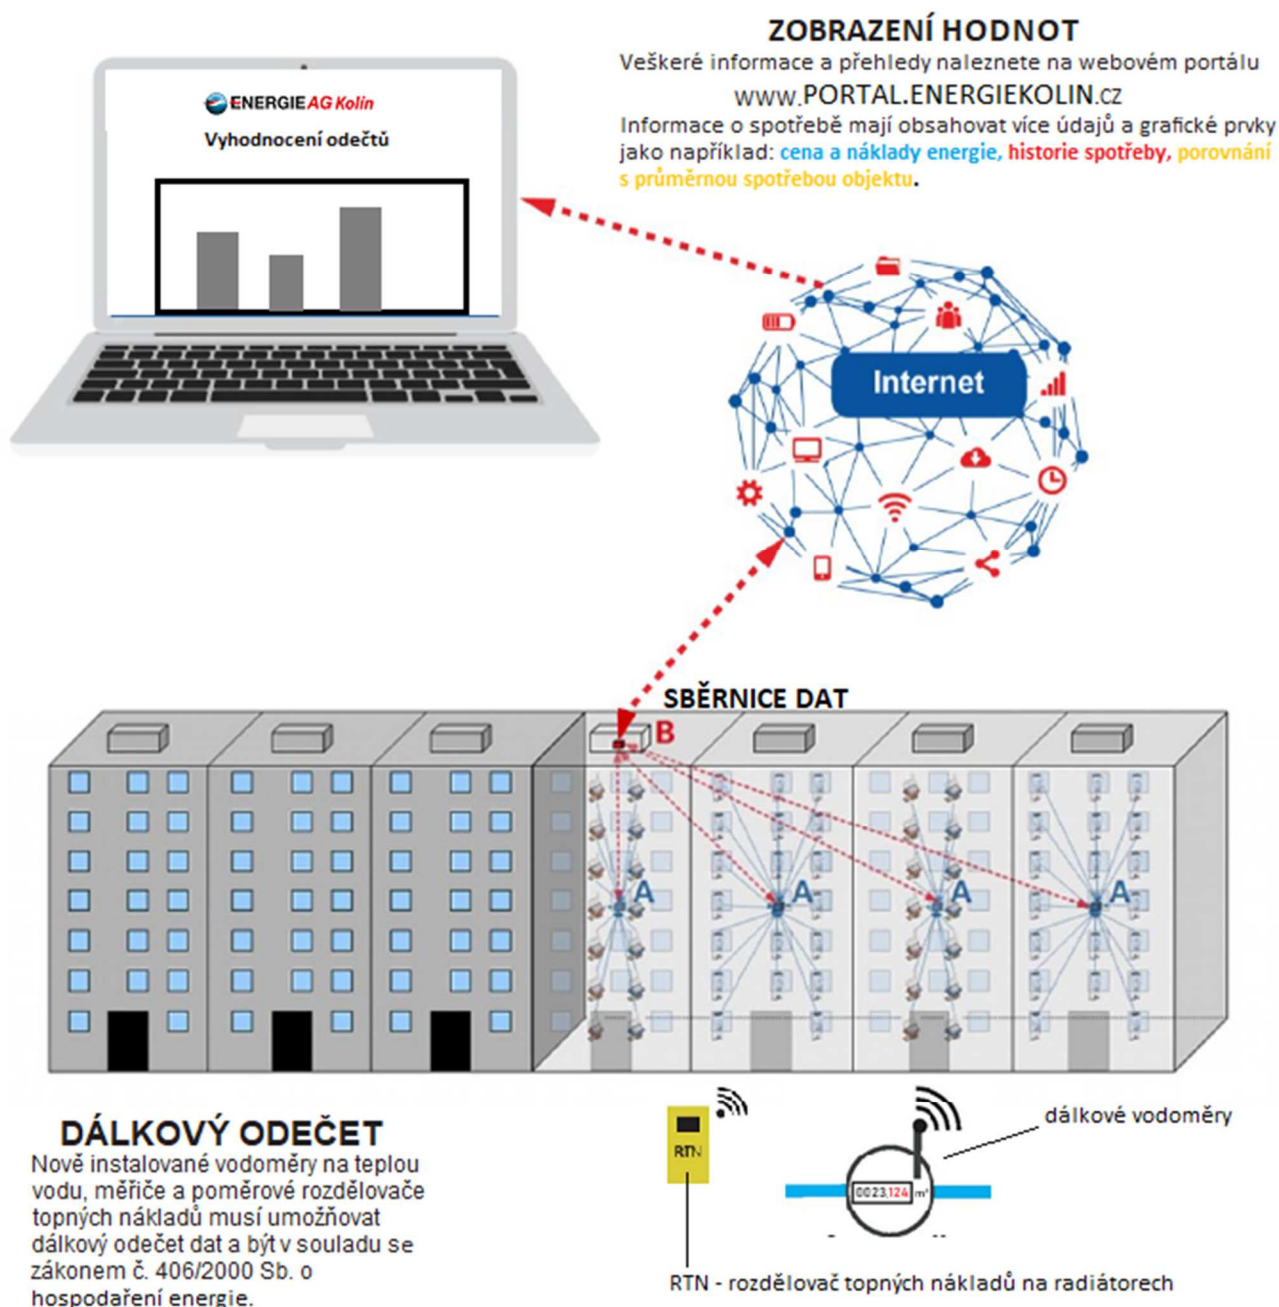 ZOBRAZENÍ HODNOT
Veškeré informace a přehledy naleznete na webovém portálu
www.PORTAL.ENERGIEKOLIN.cz
Informace o spotřebě mají obsahovat více údajů a grafické prvky
jako například: cena a náklady energie, historie spotřeby, porovnání
s průměrnou spotřebou objektu.
ENERGIE AG Kolín
Vyhodnocení odečtů
Internet
SBĚRNICE DAT
B
A
A
A
A
DÁLKOVÝ ODEČET
Nově instalované vodoměry na teplou
vodu, měřiče a poměrové rozdělovače
topných nákladů musí umožňovat
dálkový odečet dat a být v souladu se
zákonem č. 406/2000 Sb. o
hospodaření energie.
RTN
dálkové vodoměry
0023,124 m³
RTN - rozdělovač topných nákladů na radiátorech